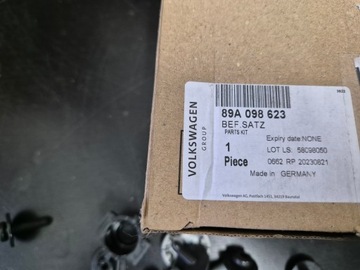 VOLKSWAGEN
GROUP
89A 098 623
BEF.SATZ
PARTS KIT
Expiry date:NONE
1
Piece
LOT LS: 58098050
0662 RP 20230821
Made in GERMANY